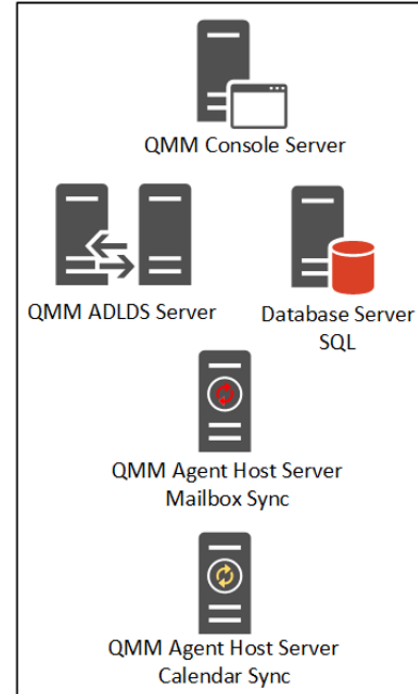 QMM Console Server
QMM ADLDS Server
Database Server
SQL
QMM Agent Host Server
Mailbox Sync
QMM Agent Host Server
Calendar Sync